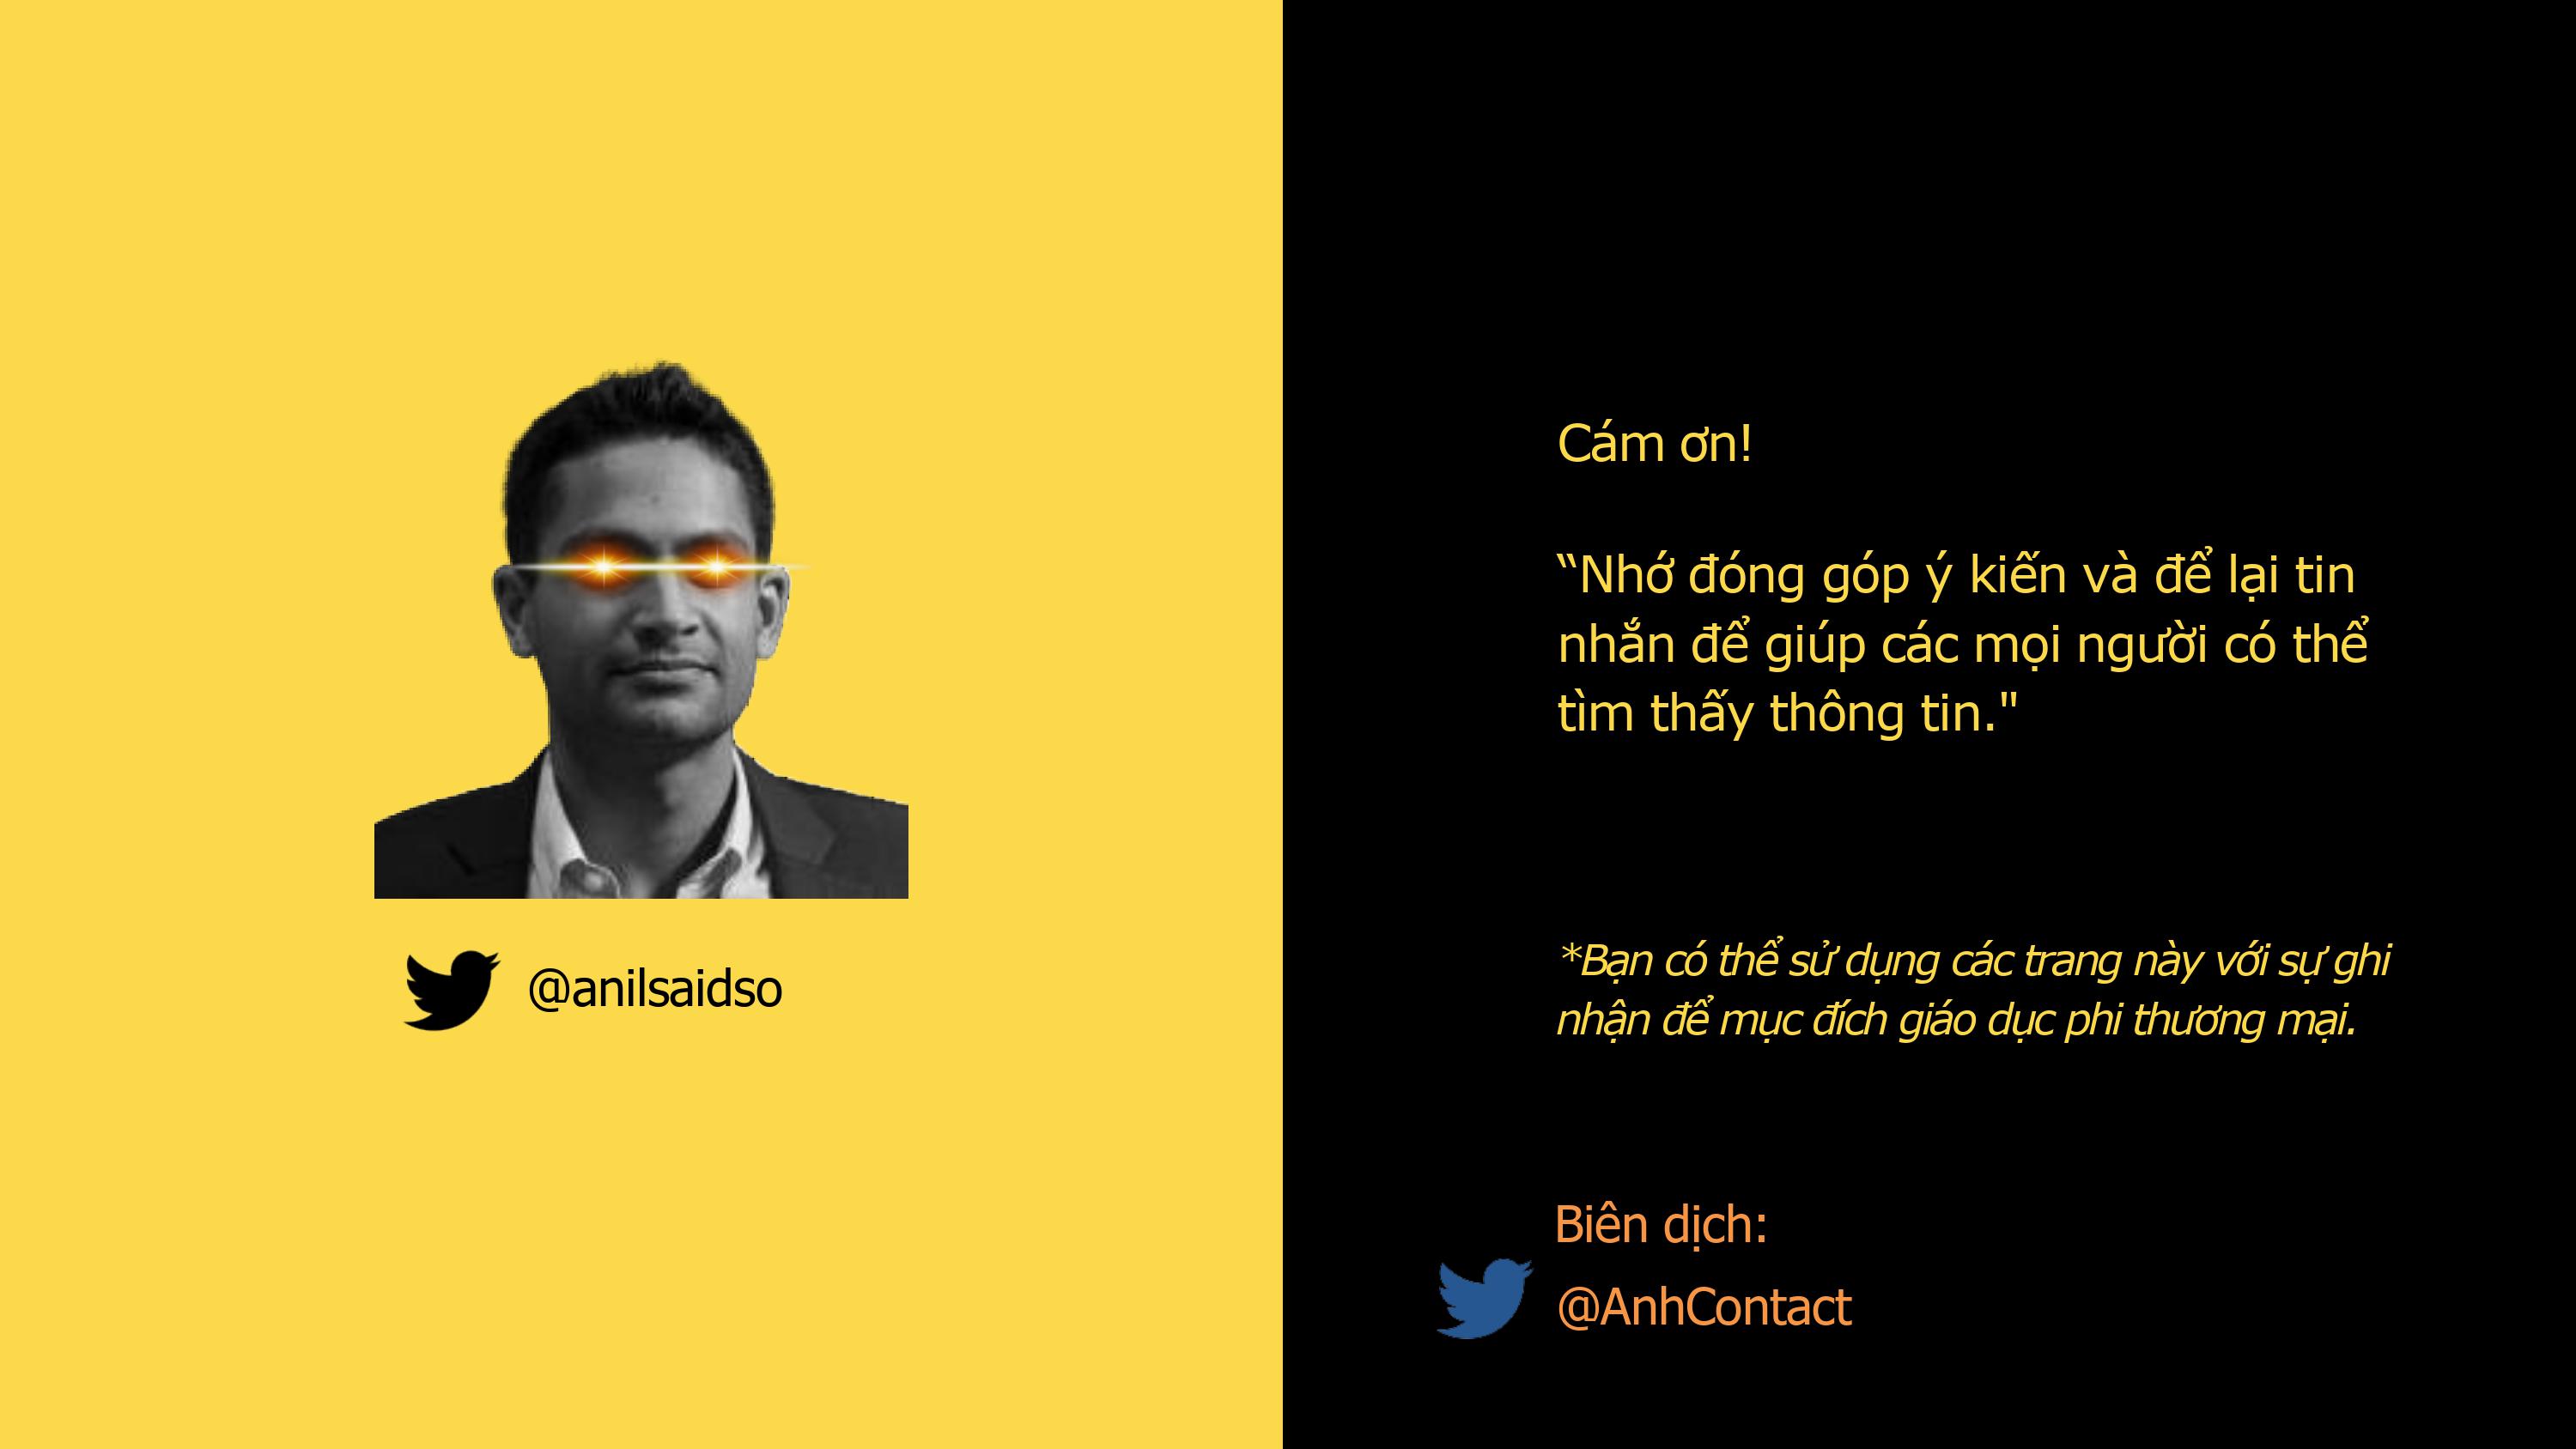 @anilsaidso
Cám ơn!
“Nhớ đóng góp ý kiến và để lại tin
nhắn để giúp các mọi người có thể
tìm thấy thông tin."
*Bạn có thể sử dụng các trang này với sự ghi
nhận để mục đích giáo dục phi thương mại.
Biên dịch:
@AnhContact